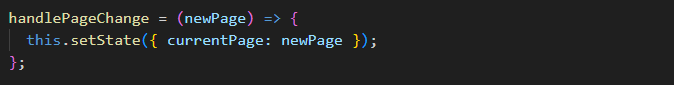 handlePageChange = (newPage) => {
  this.setState({ currentPage: newPage });
};